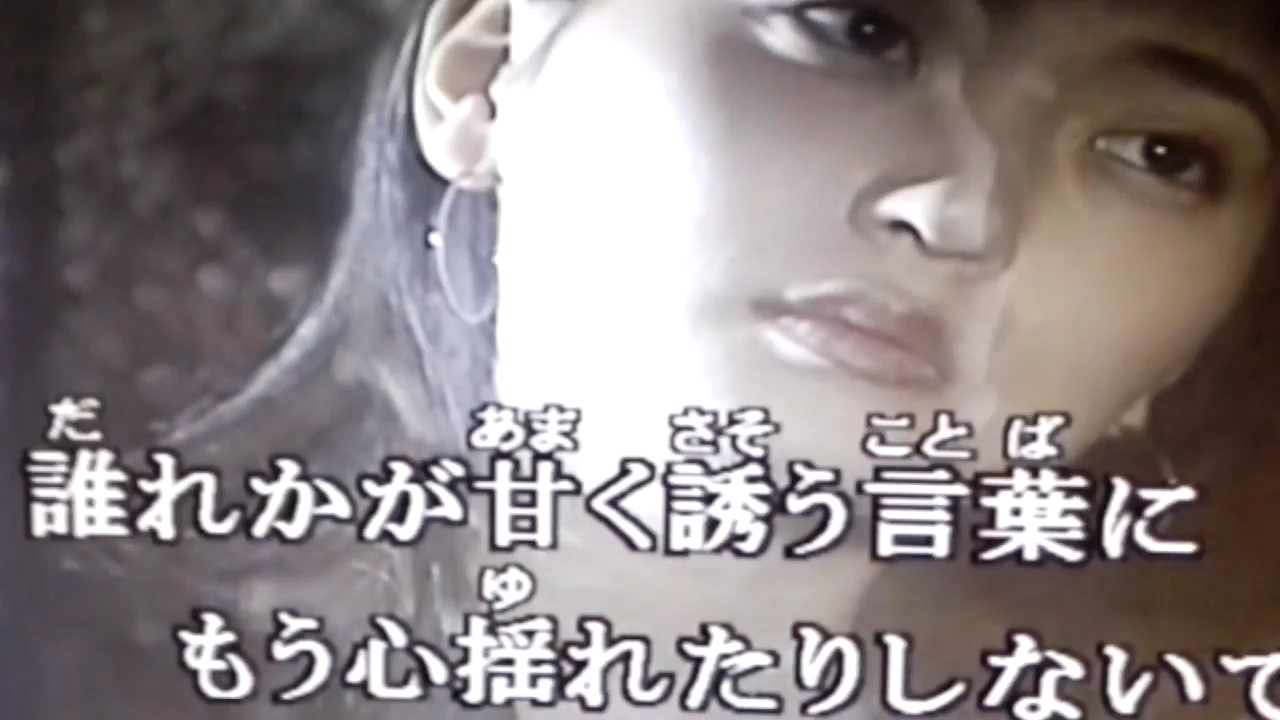 だ あま さそ ことば
誰れかが甘く誘う言葉に
ゆ
もう心揺れたりしないで